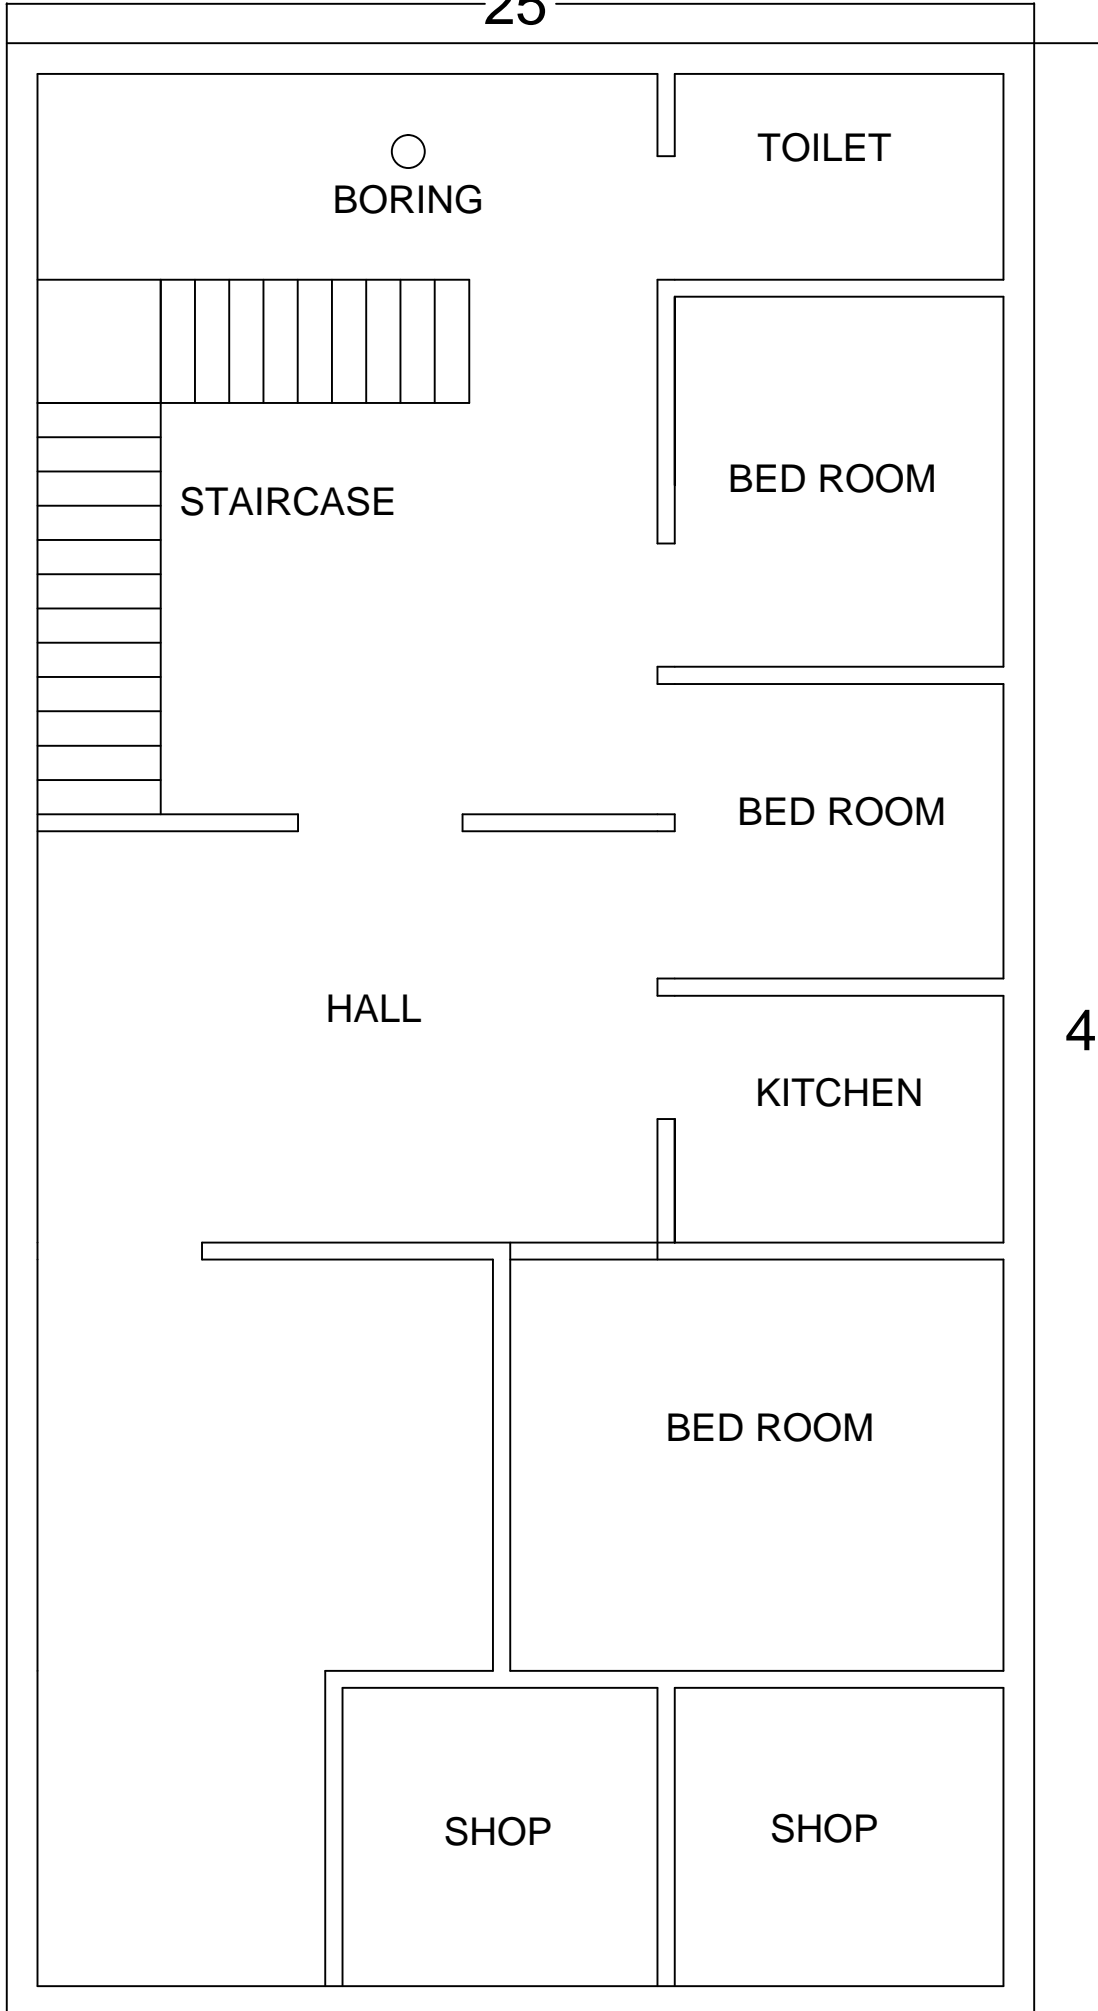 25
TOILET
BORING
BED ROOM
STAIRCASE
BED ROOM
HALL
4
KITCHEN
BED ROOM
SHOP
SHOP